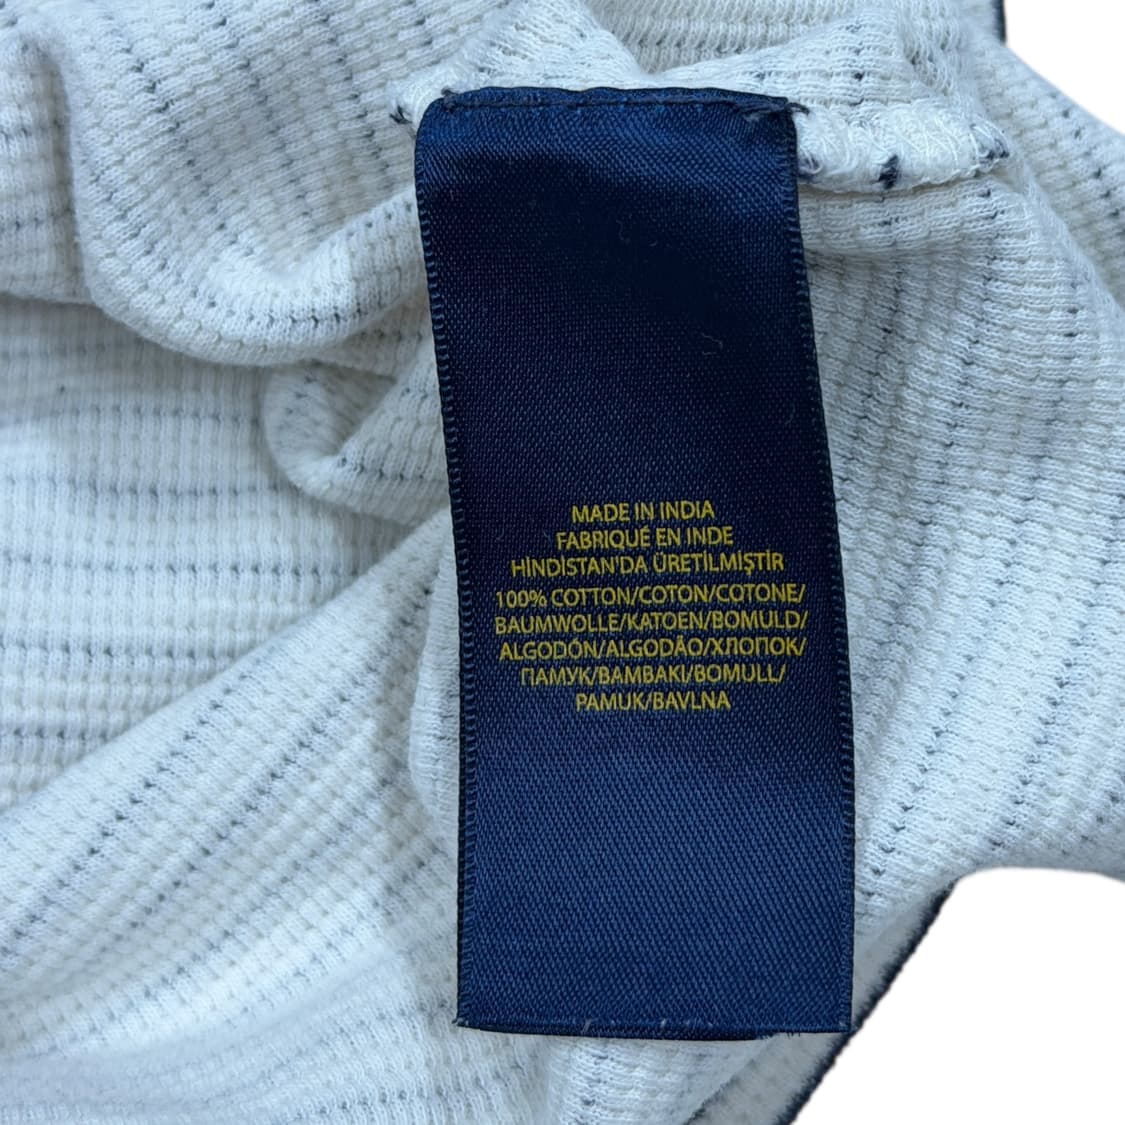 MADE IN INDIA
FABRIQUÉ EN INDE
HİNDİSTAN'DA ÜRETİLMİŞTİR
100% COTTON/COTON/COTONE/
BAUMWOLLE/KATOEN/BOMULD/
ALGODÓN/ALGODÃO/ХЛОПОК/
ПАМУК/BAMBAKI/BOMULL/
PAMUK/BAVLNA